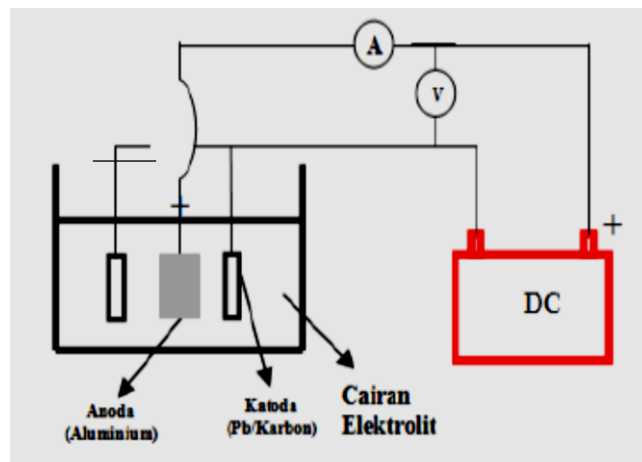 A
V
+
+
DC
Anoda
(Aluminium)
Katoda
(Pb/Karbon)
Cairan
Elektrolit